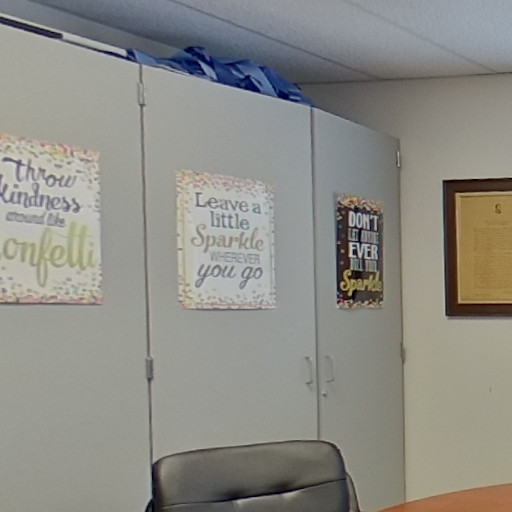 throw
kindness
around like
confetti
Leave a
little
Sparkle
WHEREVER
you go
DON'T
LET ANYONE
EVER
DULL YOUR
Sparkle